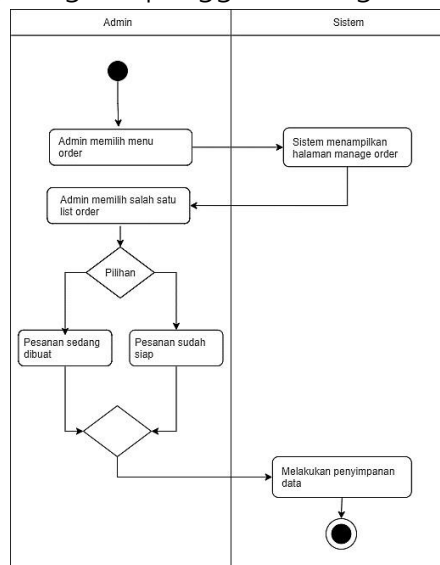 Admin
Sistem
Admin memilih menu
order
Sistem menampilkan
halaman manage order
Admin memilih salah satu
list order
Pilihan
Pesanan sedang
dibuat
Pesanan sudah
siap
Melakukan penyimpanan
data